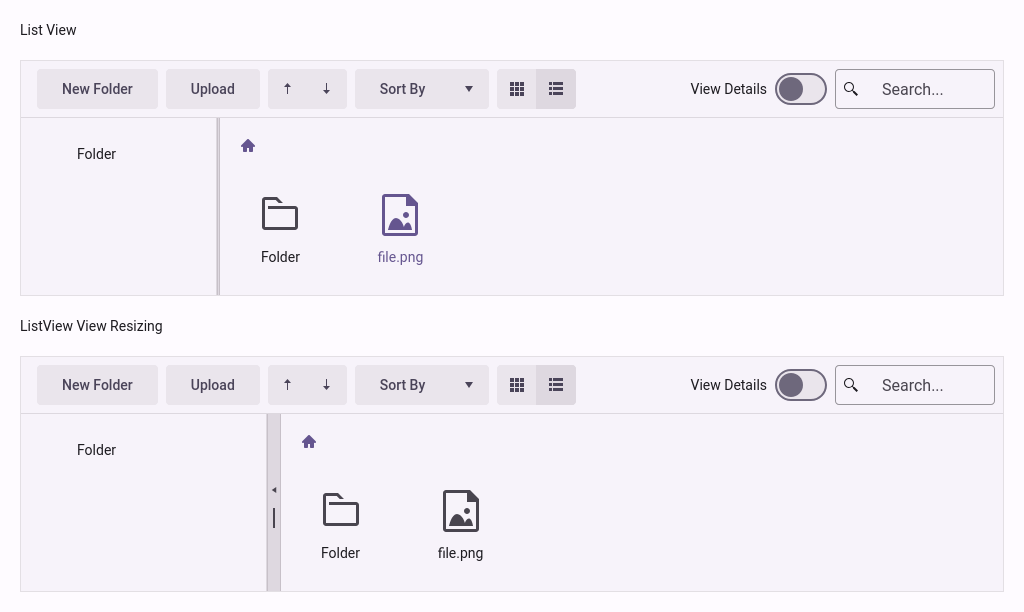 List View
New Folder Upload Sort By View Details Search...
Folder
Folder file.png
ListView View Resizing
New Folder Upload Sort By View Details Search...
Folder
Folder file.png